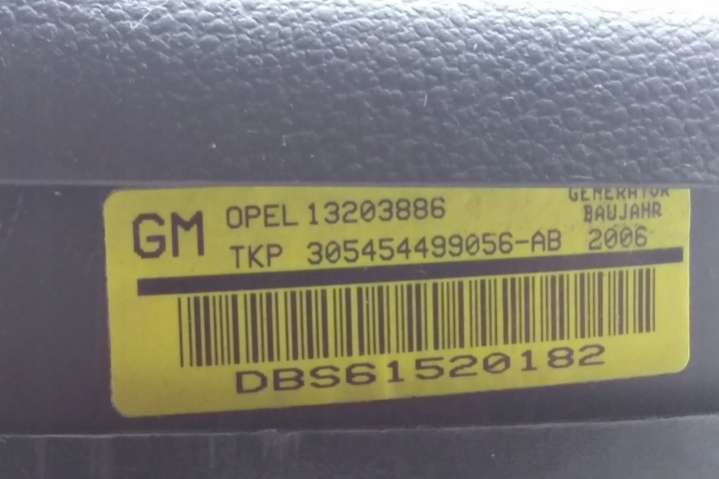 GM
OPEL 13203886
TKP 305454499056-AB
GENERATOR
BAUJAHR
2006
DBS61520182